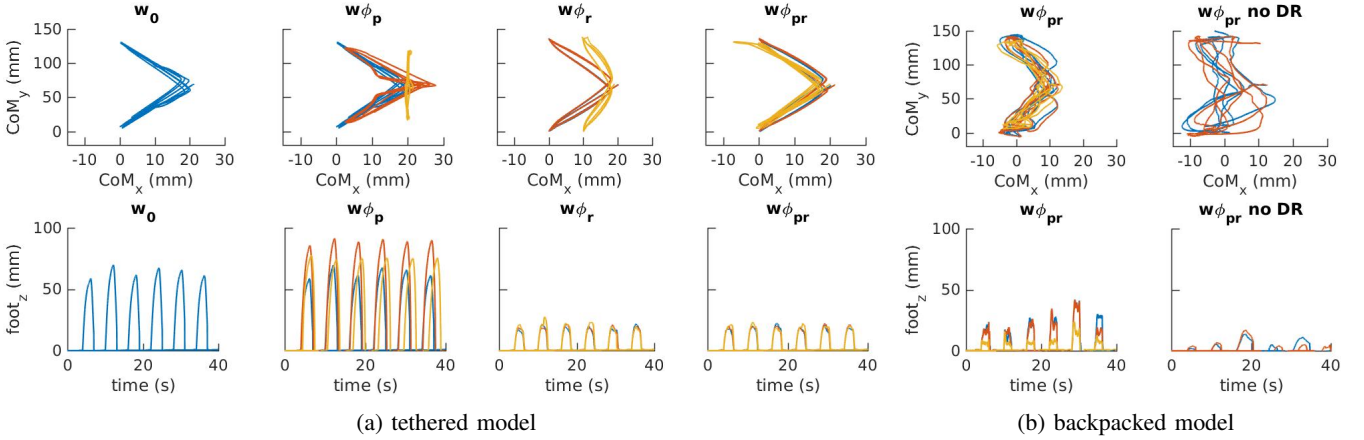 w0
wϕp
wϕr
wϕpr
wϕpr
wϕpr no DR
CoMy (mm)
150
100
50
0
-10 0 10 20 30
-10 0 10 20 30
-10 0 10 20 30
-10 0 10 20 30
CoMx (mm)
CoMx (mm)
CoMx (mm)
CoMx (mm)
CoMy (mm)
150
100
50
0
-10 0 10 20 30
-10 0 10 20 30
CoMx (mm)
CoMx (mm)
w0
wϕp
wϕr
wϕpr
wϕpr
wϕpr no DR
footz (mm)
100
50
0
0 20 40
0 20 40
0 20 40
0 20 40
time (s)
time (s)
time (s)
time (s)
footz (mm)
100
50
0
0 20 40
0 20 40
time (s)
time (s)
(a) tethered model
(b) backpacked model